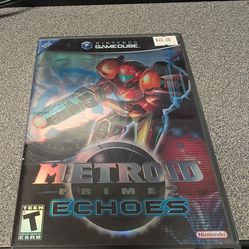 NINTENDO
GAMECUBE
METROID
PRIME 2
ECHOES
TEEN
T
ESRB
Nintendo